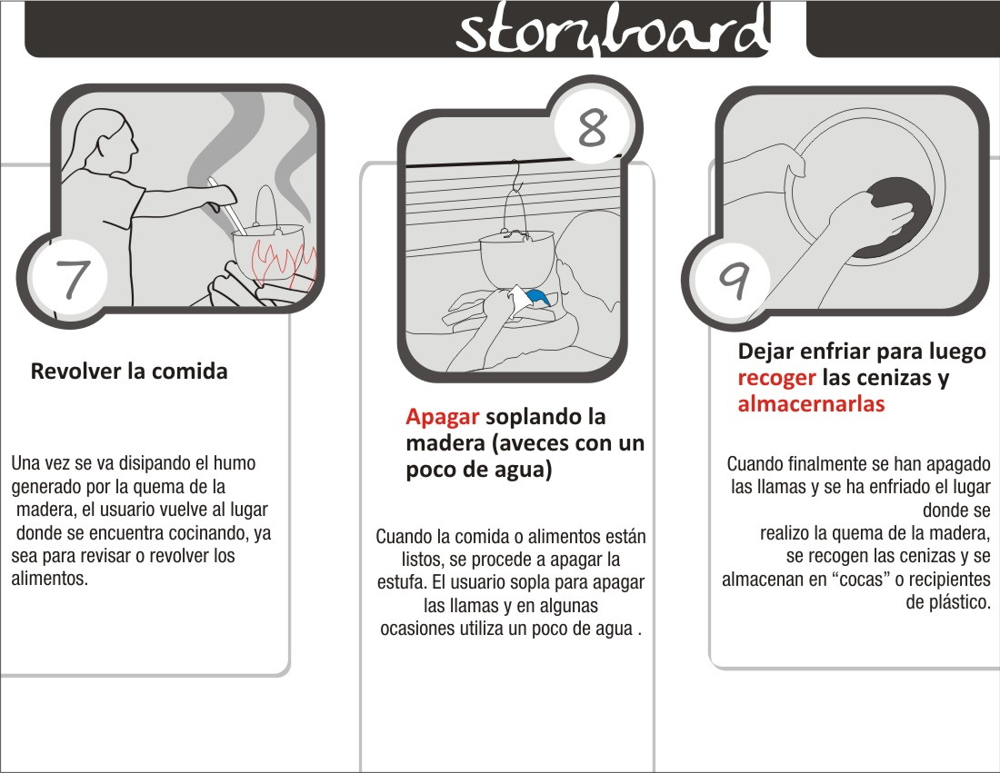 storyboard
7
Revolver la comida
Una vez se va disipando el humo
generado por la quema de la
madera, el usuario vuelve al lugar
donde se encuentra cocinando, ya
sea para revisar o revolver los
alimentos.
8
Apagar soplando la
madera (aveces con un
poco de agua)
Cuando la comida o alimentos están
listos, se procede a apagar la
estufa. El usuario sopla para apagar
las llamas y en algunas
ocasiones utiliza un poco de agua .
9
Dejar enfriar para luego
recoger las cenizas y
almacernarlas
Cuando finalmente se han apagado
las llamas y se ha enfriado el lugar
donde se
realizo la quema de la madera,
se recogen las cenizas y se
almacenan en “cocas” o recipientes
de plástico.